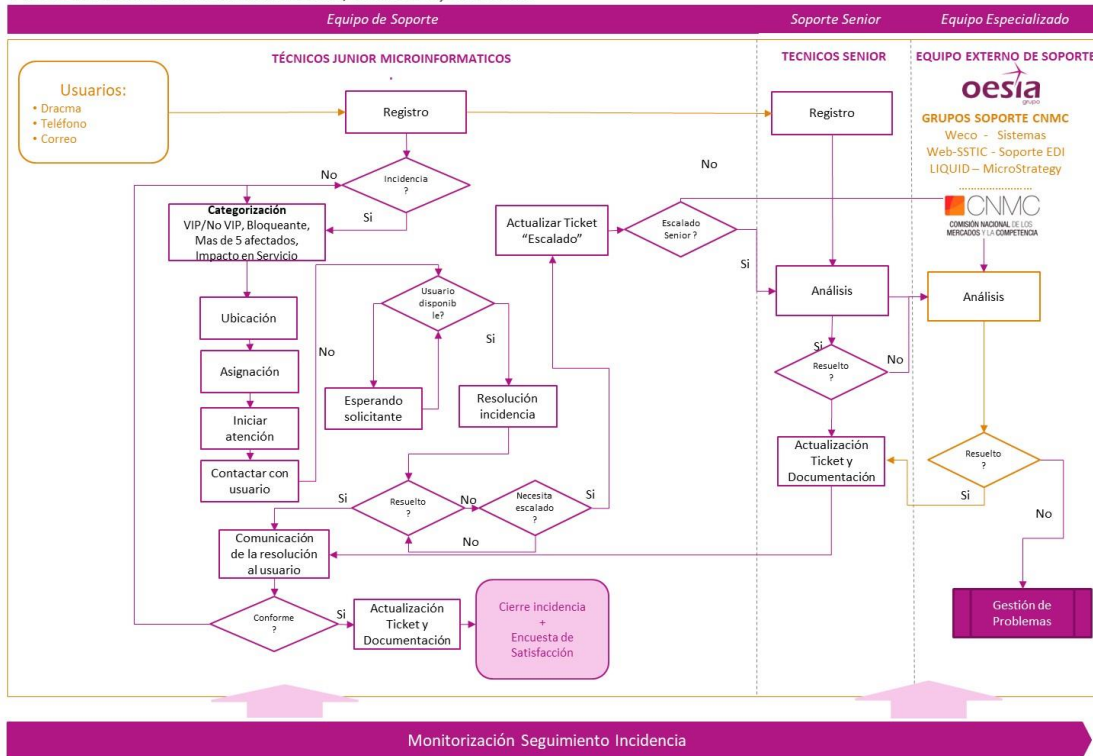 Equipo de Soporte
Soporte Senior
Equipo Especializado
TÉCNICOS JUNIOR MICROINFORMATICOS
.
TECNICOS SENIOR
EQUIPO EXTERNO DE SOPORTE
oesía
grupo
Usuarios:
• Dracma
• Teléfono
• Correo
Registro
Registro
GRUPOS SOPORTE CNMC
Weco - Sistemas
Web-SSTIC - Soporte EDI
LIQUID – MicroStrategy
CNMC
COMISIÓN NACIONAL DE LOS
MERCADOS Y LA COMPETENCIA
No
Incidencia
?
Si
No
Categorización
VIP/No VIP, Bloqueante,
Mas de 5 afectados,
Impacto en Servicio
Actualizar Ticket
“Escalado”
Escalado
Senior ?
Si
Usuario
disponib
le?
No
Si
Análisis
Análisis
Ubicación
Asignación
Esperando
solicitante
Resolución
incidencia
Si
Resuelto
?
No
Iniciar
atención
Contactar con
usuario
Actualización
Ticket y
Documentación
Resuelto
?
Si
No
Si
Resuelto
?
No
Necesita
escalado ?
Si
No
Comunicación
de la resolución
al usuario
Conforme
?
Si
Actualización
Ticket y
Documentación
Cierre incidencia
+
Encuesta de
Satisfacción
Gestión de
Problemas
Monitorización Seguimiento Incidencia